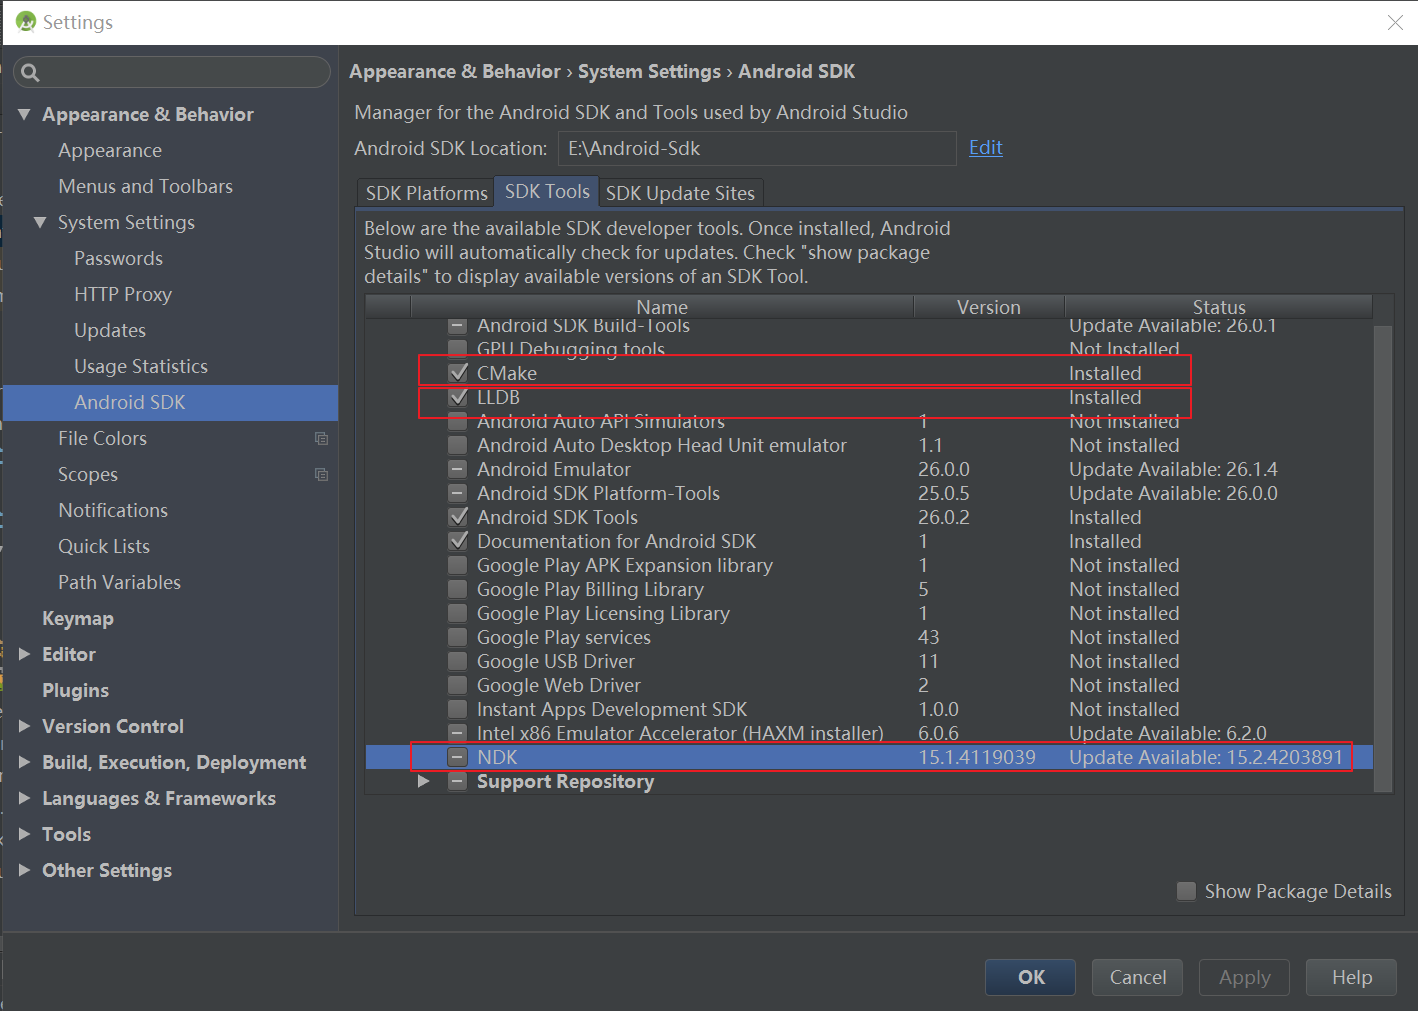 Settings
Appearance & Behavior
Appearance
Menus and Toolbars
System Settings
Passwords
HTTP Proxy
Updates
Usage Statistics
Android SDK
File Colors
Scopes
Notifications
Quick Lists
Path Variables
Keymap
Editor
Plugins
Version Control
Build, Execution, Deployment
Languages & Frameworks
Tools
Other Settings
Appearance & Behavior › System Settings › Android SDK
Manager for the Android SDK and Tools used by Android Studio
Android SDK Location: E:\Android-Sdk Edit
SDK Platforms SDK Tools SDK Update Sites
Below are the available SDK developer tools. Once installed, Android
Studio will automatically check for updates. Check "show package
details" to display available versions of an SDK Tool.
Name Version Status
Android SDK Build-Tools Update Available: 26.0.1
GPU Debugging tools Not Installed
CMake Installed
LLDB Installed
Android Auto API Simulators 1 Not installed
Android Auto Desktop Head Unit emulator 1.1 Not installed
Android Emulator 26.0.0 Update Available: 26.1.4
Android SDK Platform-Tools 25.0.5 Update Available: 26.0.0
Android SDK Tools 26.0.2 Installed
Documentation for Android SDK 1 Installed
Google Play APK Expansion library 1 Not installed
Google Play Billing Library 5 Not installed
Google Play Licensing Library 1 Not installed
Google Play services 43 Not installed
Google USB Driver 11 Not installed
Google Web Driver 2 Not installed
Instant Apps Development SDK 1.0.0 Not installed
Intel x86 Emulator Accelerator (HAXM installer) 6.0.6 Update Available: 6.2.0
NDK 15.1.4119039 Update Available: 15.2.4203891
Support Repository
Show Package Details
OK Cancel Apply Help